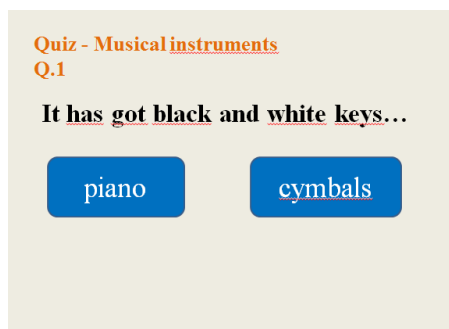 Quiz - Musical instruments
Q.1
It has got black and white keys…
piano
cymbals